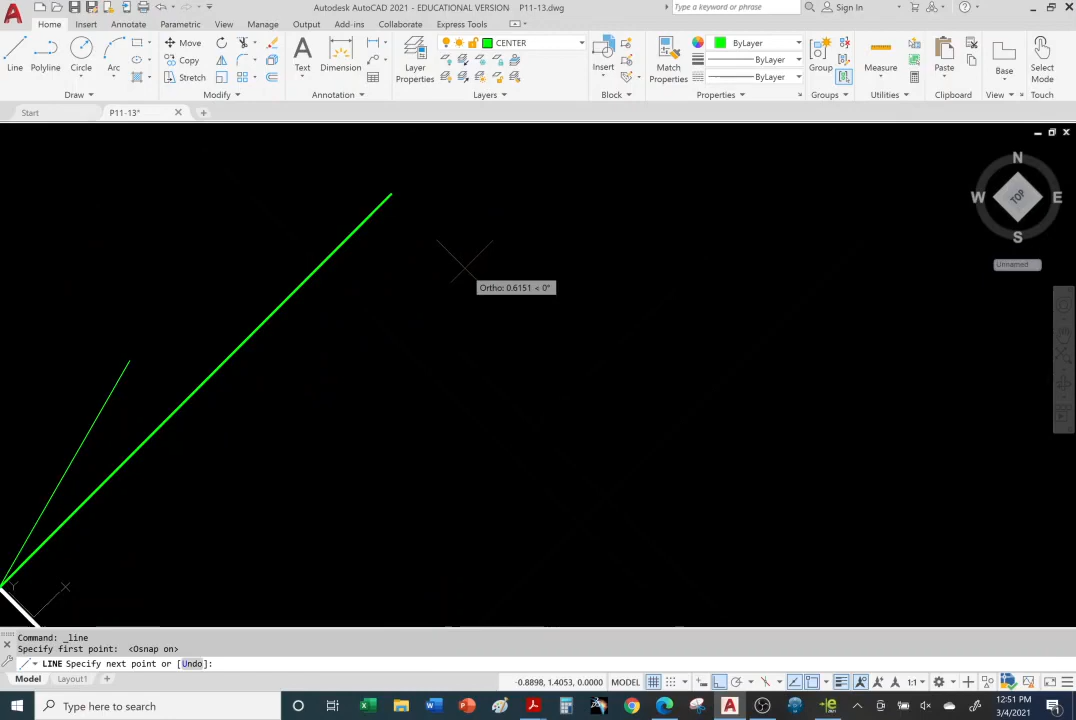 Autodesk AutoCAD 2021 - EDUCATIONAL VERSION P11-13.dwg
Type a keyword or phrase
Sign In
Home Insert Annotate Parametric View Manage Output Add-ins Collaborate Express Tools
Line Polyline Circle Arc
Move
Copy
Stretch
Text Dimension
Layer
Properties
CENTER
Insert
Match
Properties
ByLayer
ByLayer
ByLayer
Group
Measure
Paste
Base
Select
Mode
Draw Modify Annotation Layers Block Properties Groups Utilities Clipboard View Touch
Start P11-13*
N
W TOP E
S
Unnamed
Ortho: 0.6151 < 0°
Y X
Command: _line
Specify first point: <Osnap on>
LINE Specify next point or [Undo]:
Model Layout1 +
-0.8898, 1.4053, 0.0000 MODEL 1:1
Type here to search
12:51 PM
3/4/2021
1